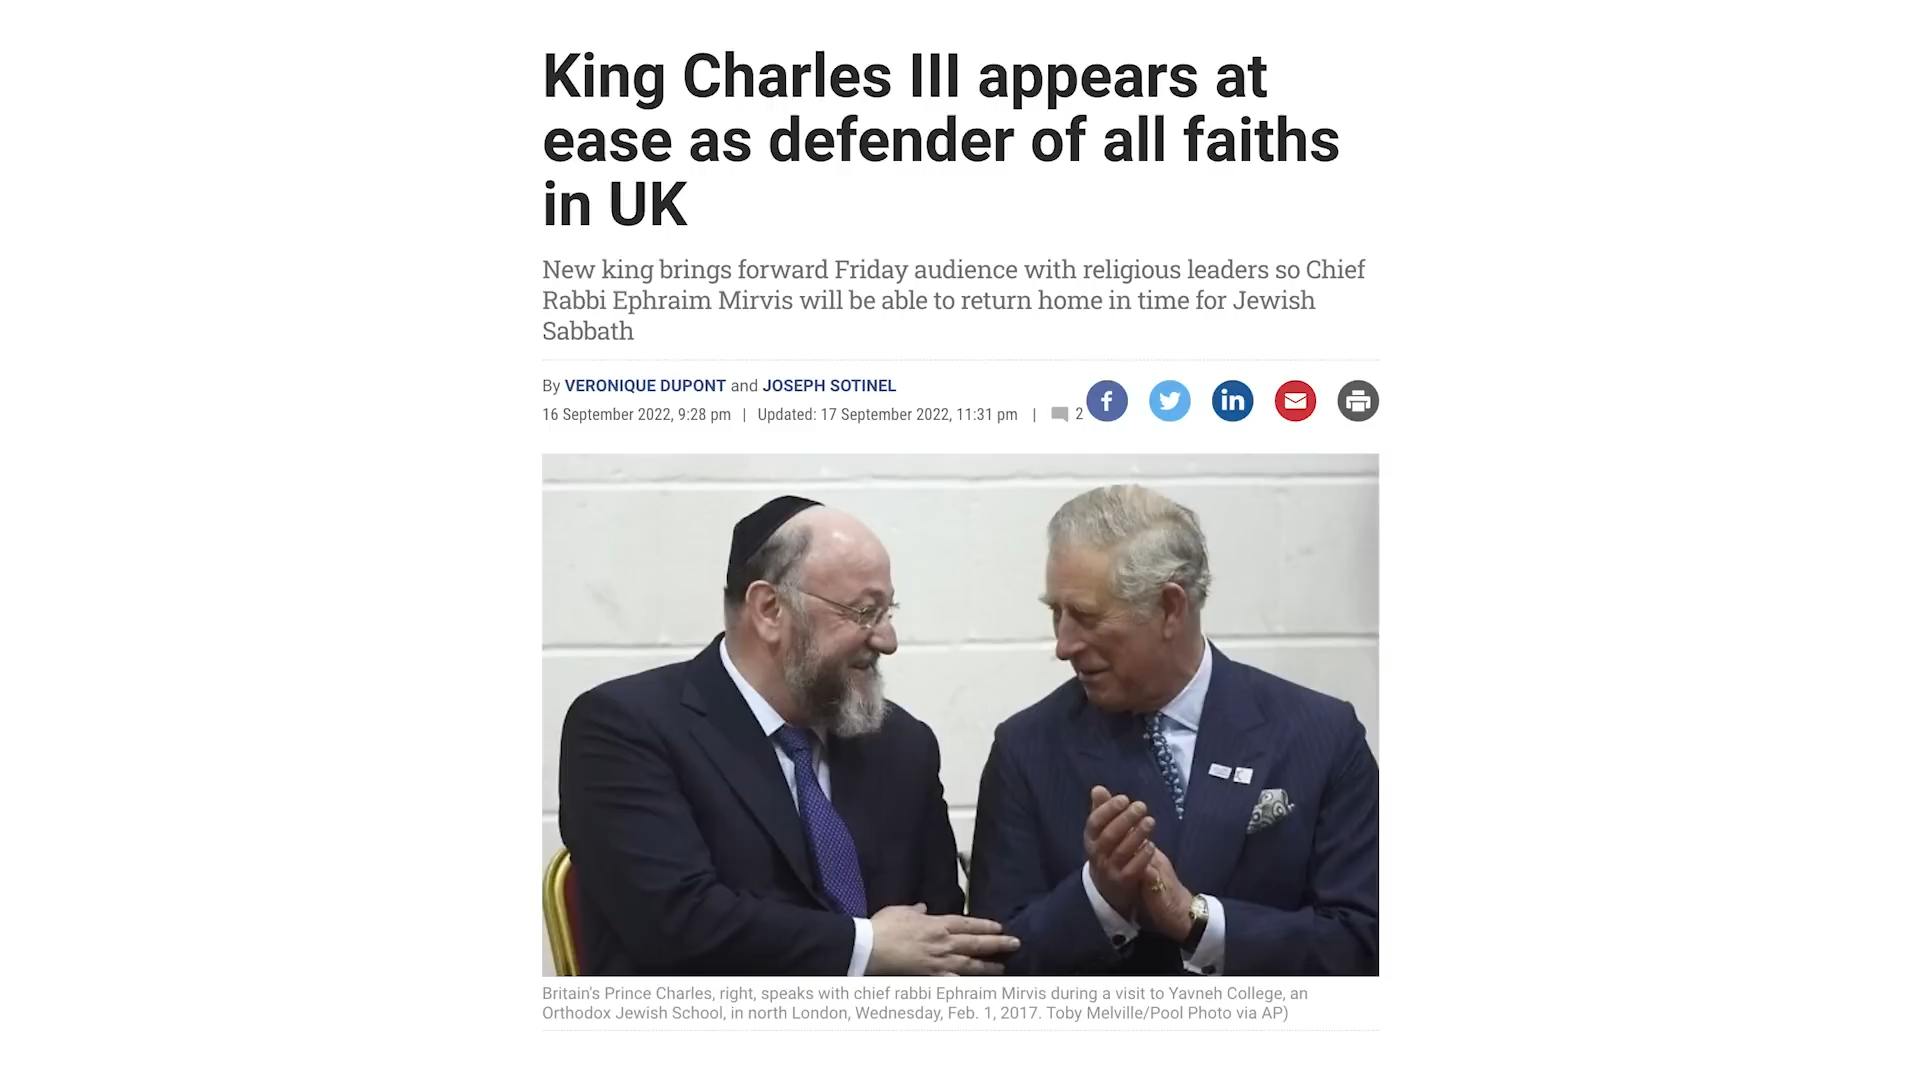 King Charles III appears at
ease as defender of all faiths
in UK
New king brings forward Friday audience with religious leaders so Chief
Rabbi Ephraim Mirvis will be able to return home in time for Jewish
Sabbath
By VERONIQUE DUPONT and JOSEPH SOTINEL
16 September 2022, 9:28 pm | Updated: 17 September 2022, 11:31 pm | 2
Britain's Prince Charles, right, speaks with chief rabbi Ephraim Mirvis during a visit to Yavneh College, an
Orthodox Jewish School, in north London, Wednesday, Feb. 1, 2017. Toby Melville/Pool Photo via AP)